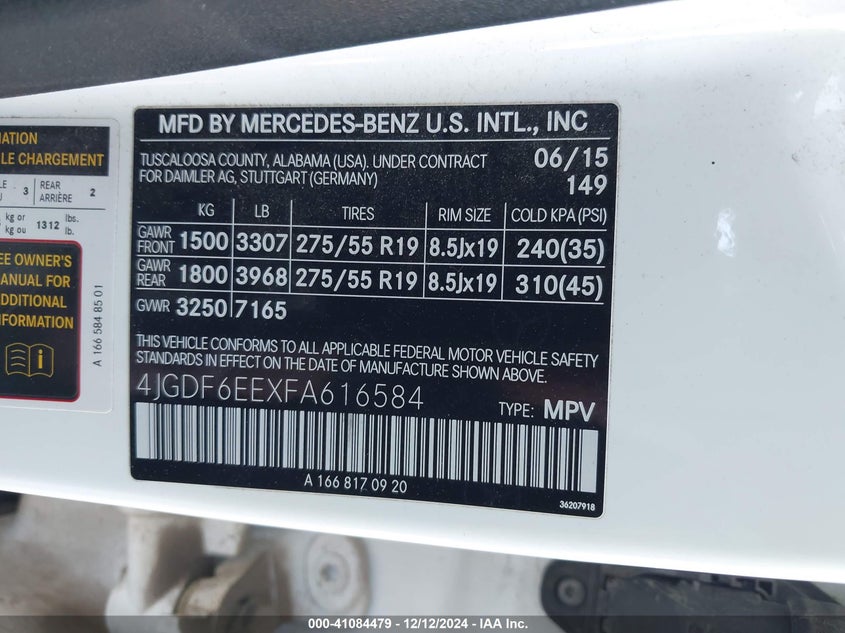 MATION
LE CHARGEMENT
3 REAR ARRIÈRE 2
kg or kg ou 1312 lbs. lb.
EE OWNER'S
MANUAL FOR
ADDITIONAL
INFORMATION
A 166 584 85 01
MFD BY MERCEDES-BENZ U.S. INTL., INC
TUSCALOOSA COUNTY, ALABAMA (USA). UNDER CONTRACT 06/15
FOR DAIMLER AG, STUTTGART (GERMANY) 149
KG LB TIRES RIM SIZE COLD KPA (PSI)
GAWR FRONT 1500 3307 275/55 R19 8.5Jx19 240(35)
GAWR REAR 1800 3968 275/55 R19 8.5Jx19 310(45)
GVWR 3250 7165
THIS VEHICLE CONFORMS TO ALL APPLICABLE FEDERAL MOTOR VEHICLE SAFETY
STANDARDS IN EFFECT ON THE DATE OF MANUFACTURE SHOWN ABOVE.
4JGDF6EEXFA616584
TYPE: MPV
A 166 817 09 20
36207918
000-41084479 - 12/12/2024 - IAA Inc.